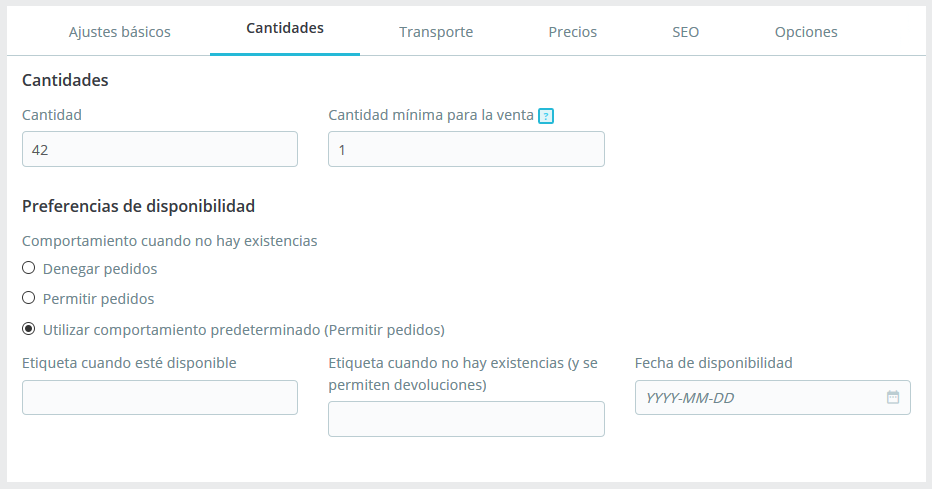 Ajustes básicos
Cantidades
Transporte
Precios
SEO
Opciones
Cantidades
Cantidad
Cantidad mínima para la venta ?
42
1
Preferencias de disponibilidad
Comportamiento cuando no hay existencias
Denegar pedidos
Permitir pedidos
Utilizar comportamiento predeterminado (Permitir pedidos)
Etiqueta cuando esté disponible
Etiqueta cuando no hay existencias (y se
permiten devoluciones)
Fecha de disponibilidad
YYYY-MM-DD